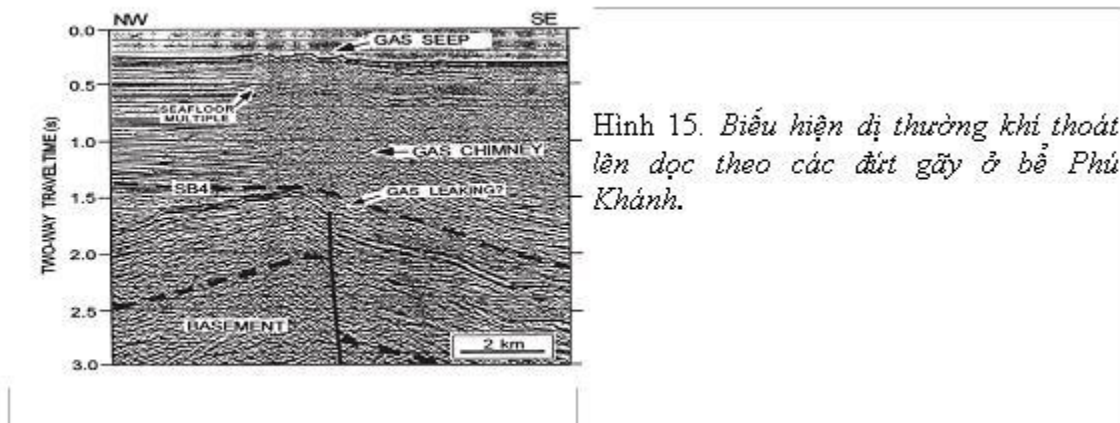 NW
SE
0.0
GAS SEEP
0.5
SEAFLOOR
MULTIPLE
1.0
GAS CHIMNEY
SB4
GAS LEAKING?
1.5
2.0
2.5
BASEMENT
2 km
3.0
TWO-WAY TRAVEL TIME (s)
Hình 15. Biểu hiện dị thường khí thoát
lên dọc theo các đứt gãy ở bể Phú
Khánh.